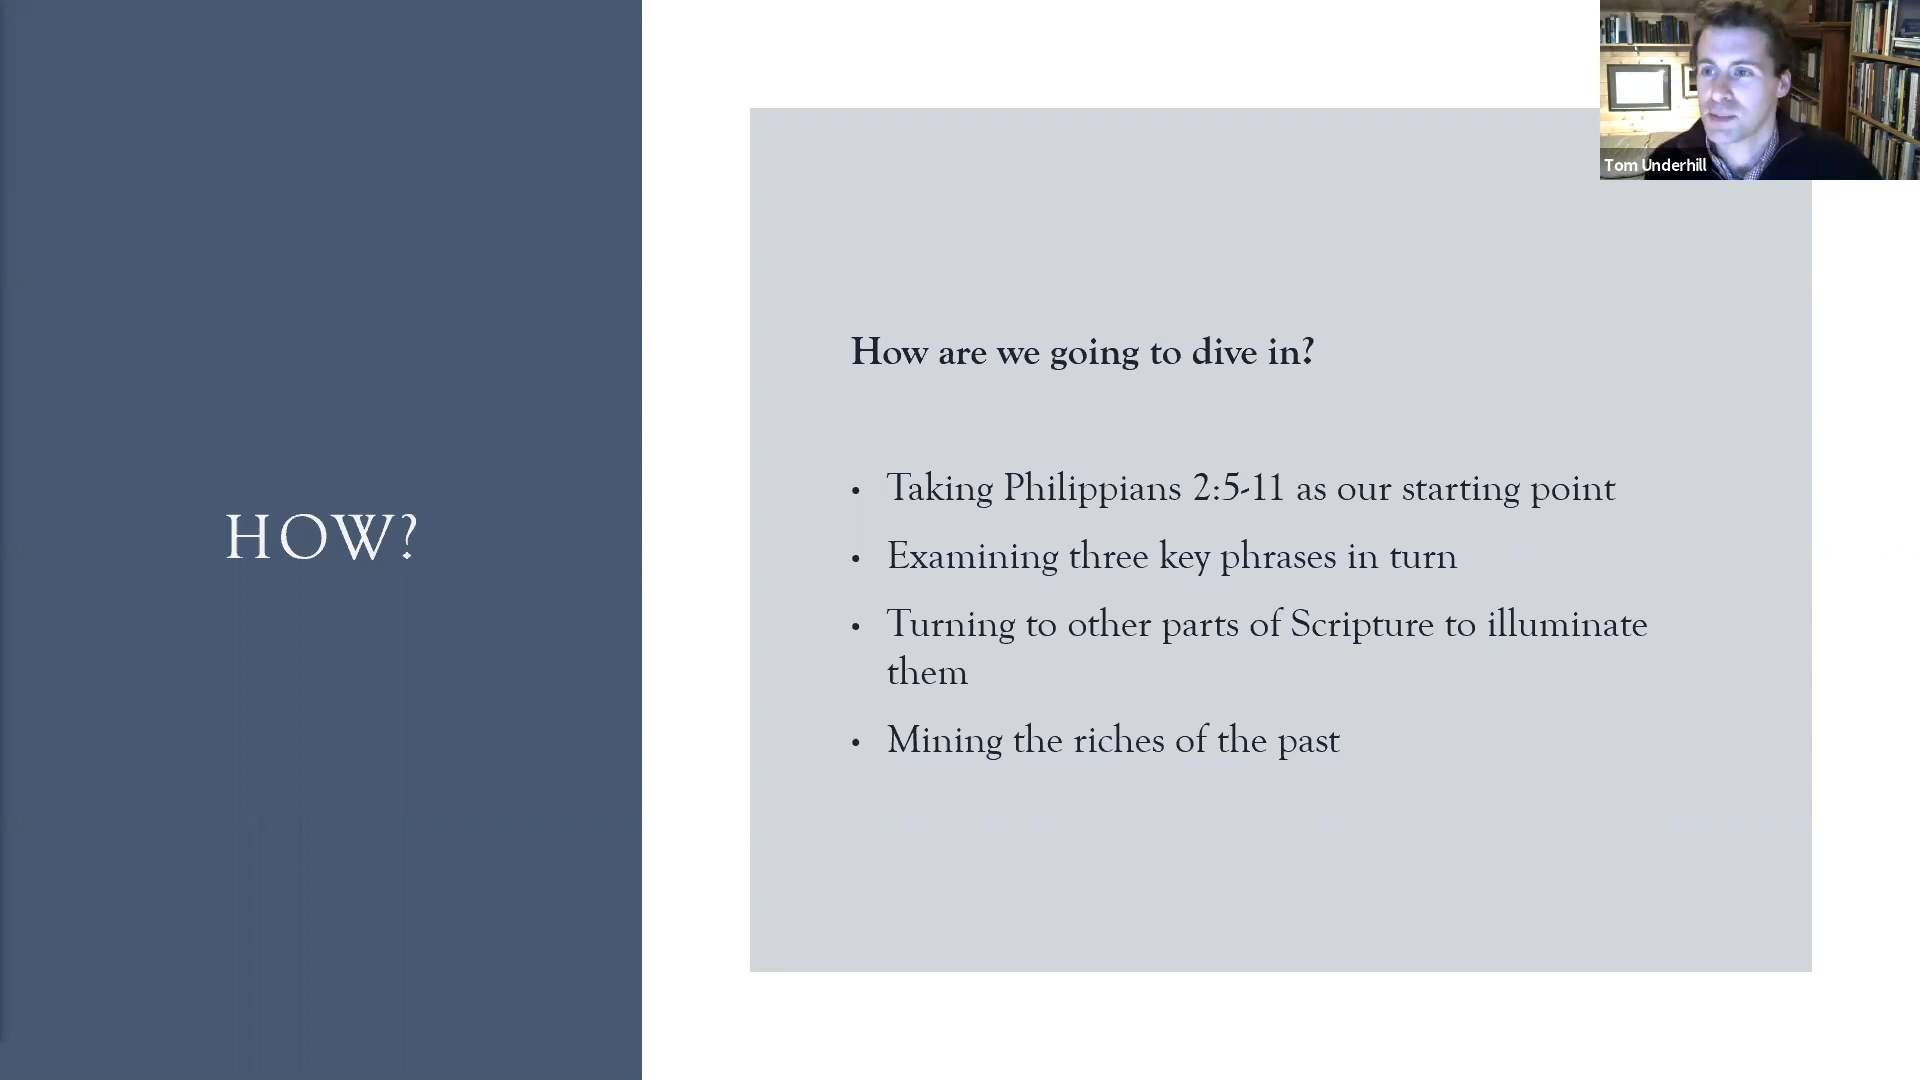 HOW?
How are we going to dive in?
• Taking Philippians 2:5-11 as our starting point
• Examining three key phrases in turn
• Turning to other parts of Scripture to illuminate
them
• Mining the riches of the past
Tom Underhill